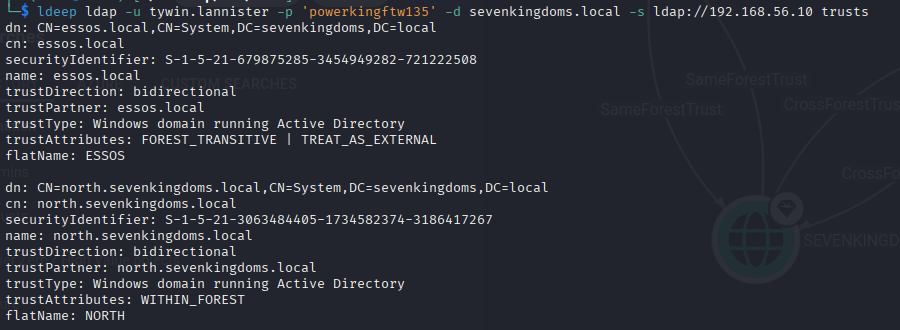 └─$ ldeep ldap -u tywin.lannister -p 'powerkingftw135' -d sevenkingdoms.local -s ldap://192.168.56.10 trusts
dn: CN=essos.local,CN=System,DC=sevenkingdoms,DC=local
cn: essos.local
securityIdentifier: S-1-5-21-679875285-3454949282-721222508
name: essos.local
CUSTOM SEARCHES
trustDirection: bidirectional
trustPartner: essos.local
trustType: Windows domain running Active Directory
trustAttributes: FOREST_TRANSITIVE | TREAT_AS_EXTERNAL
flatName: ESSOS
dn: CN=north.sevenkingdoms.local,CN=System,DC=sevenkingdoms,DC=local
cn: north.sevenkingdoms.local
securityIdentifier: S-1-5-21-3063484405-1734582374-3186417267
name: north.sevenkingdoms.local
trustDirection: bidirectional
trustPartner: north.sevenkingdoms.local
trustType: Windows domain running Active Directory
trustAttributes: WITHIN_FOREST
flatName: NORTH
SameForestTrust
SameForestTrust
CrossForestTrus
CrossFo
SEVENKINGD